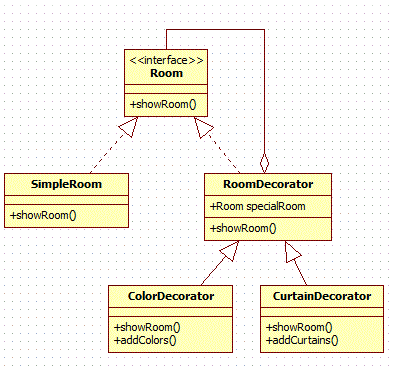 <<interface>>
Room
+showRoom()
SimpleRoom
+showRoom()
RoomDecorator
+Room specialRoom
+showRoom()
ColorDecorator
+showRoom()
+addColors()
CurtainDecorator
+showRoom()
+addCurtains()